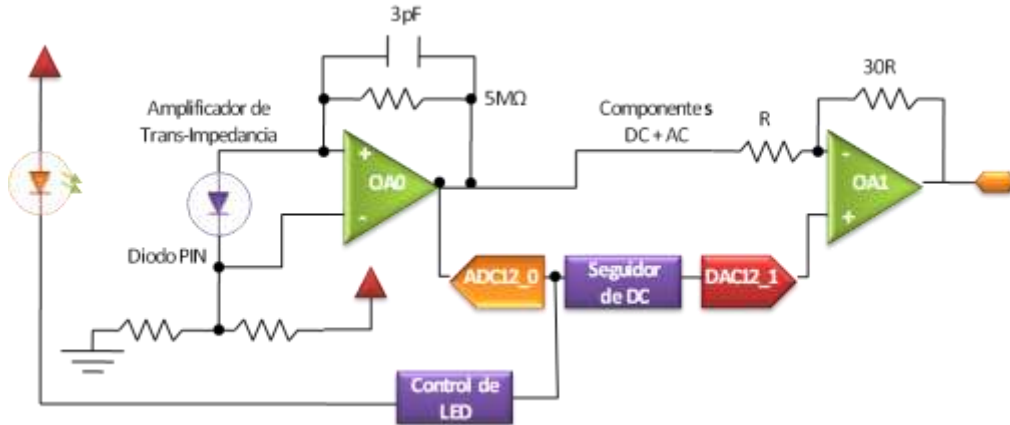 3pF
30R
5MΩ
Amplificador de
Trans-Impedancia
Componente s
DC + AC
R
+
OA0
-
-
OA1
+
Diodo PIN
ADC12_0
Seguidor
de DC
DAC12_1
Control de
LED